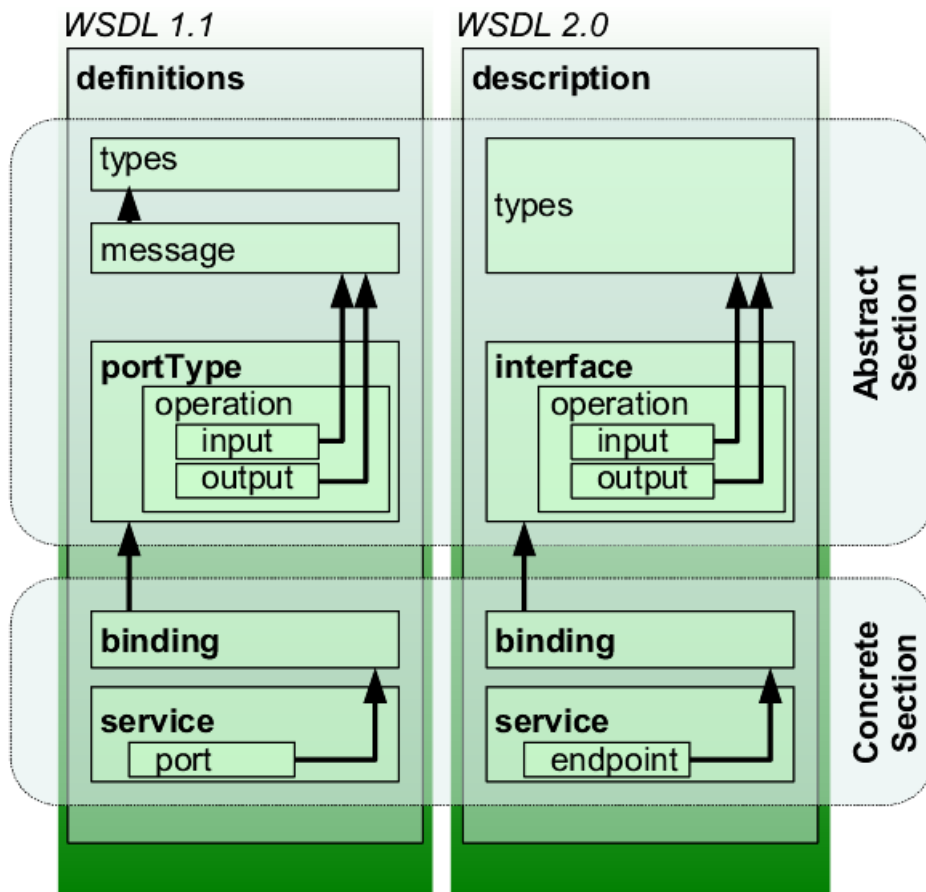 WSDL 1.1
definitions
types
message
portType
operation
input
output
binding
service
port
WSDL 2.0
description
types
interface
operation
input
output
binding
service
endpoint
Abstract
Section
Concrete
Section